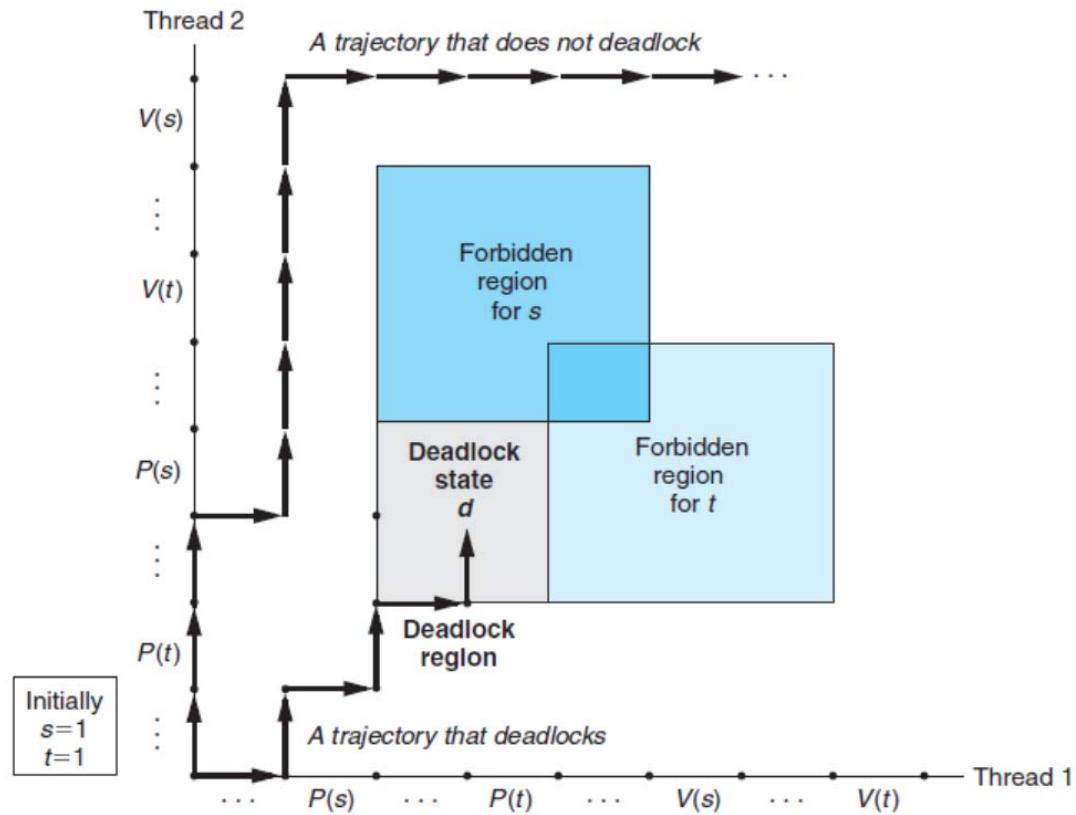 Thread 2
A trajectory that does not deadlock
...
V(s)
...
Forbidden
region
for s
V(t)
...
Forbidden
region
for t
Deadlock
state
d
P(s)
...
Deadlock
region
P(t)
Initially
s=1
t=1
...
A trajectory that deadlocks
Thread 1
... P(s) ... P(t) ... V(s) ... V(t)